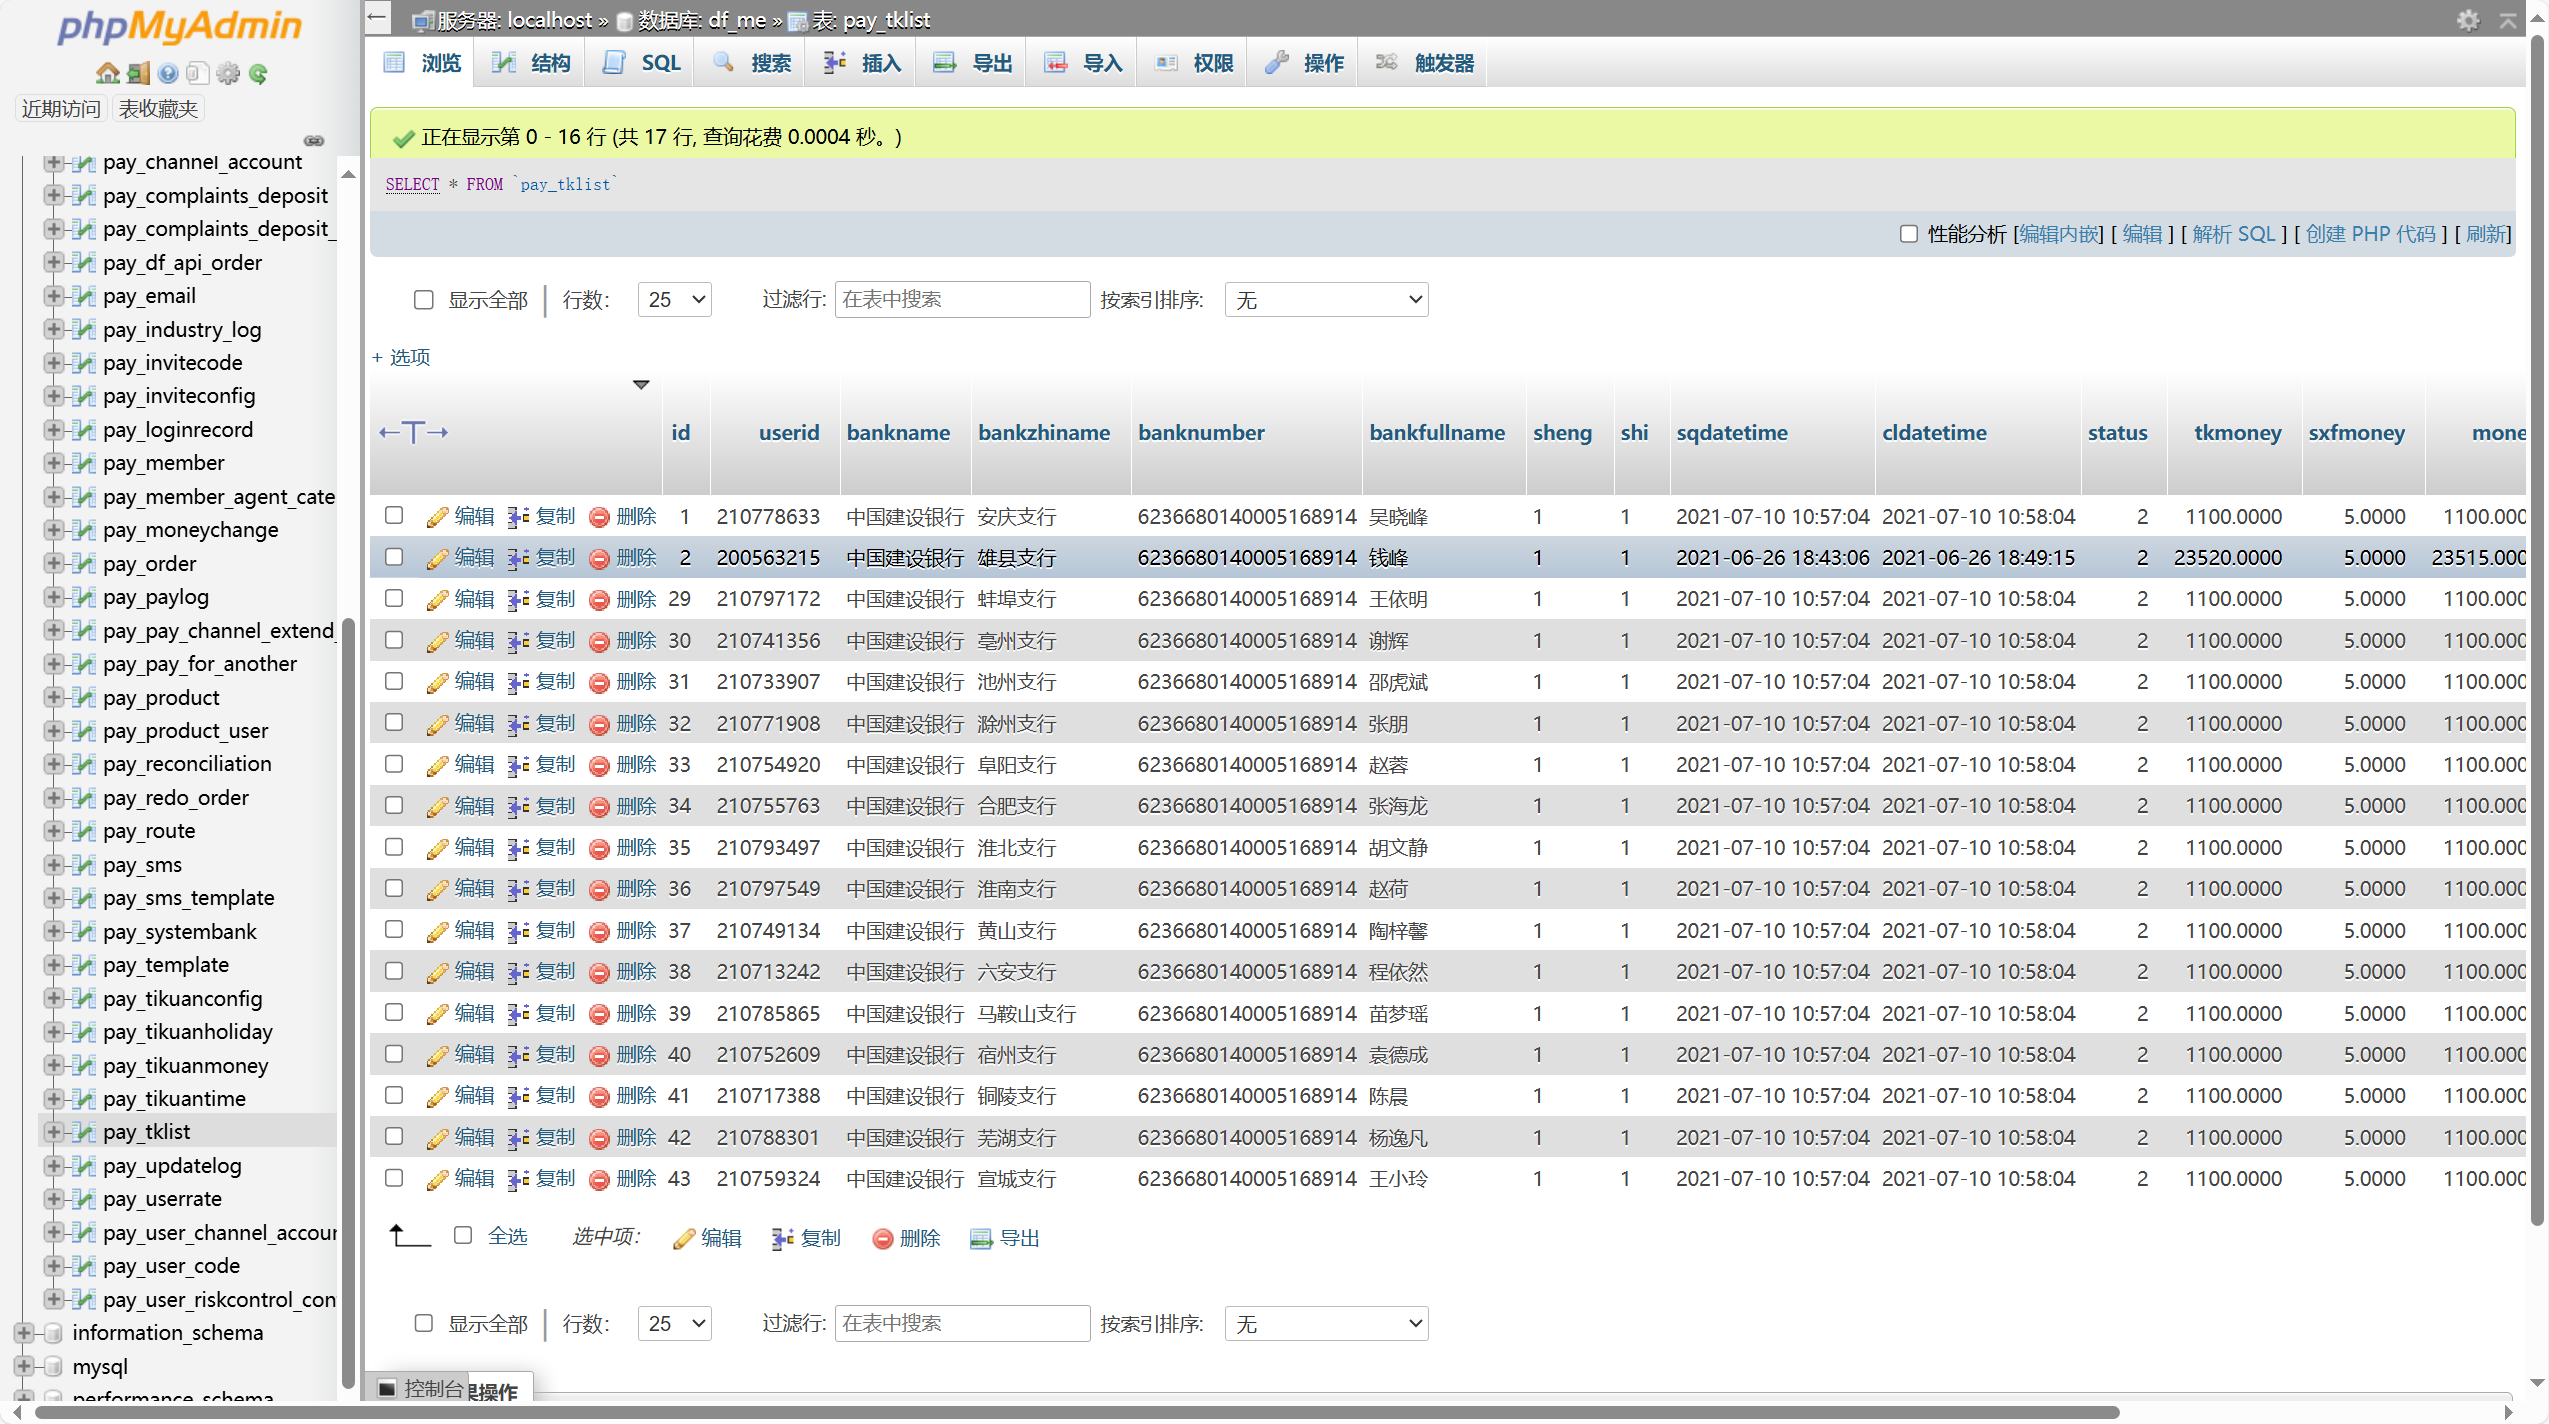 phpMyAdmin
近期访问 表收藏夹
pay_channel_account
pay_complaints_deposit
pay_complaints_deposit_
pay_df_api_order
pay_email
pay_industry_log
pay_invitecode
pay_inviteconfig
pay_loginrecord
pay_member
pay_member_agent_cate
pay_moneychange
pay_order
pay_paylog
pay_pay_channel_extend_
pay_pay_for_another
pay_product
pay_product_user
pay_reconciliation
pay_redo_order
pay_route
pay_sms
pay_sms_template
pay_systembank
pay_template
pay_tikuanconfig
pay_tikuanholiday
pay_tikuanmoney
pay_tikuantime
pay_tklist
pay_updatelog
pay_userrate
pay_user_channel_accour
pay_user_code
pay_user_riskcontrol_con
information_schema
mysql
performance_schema
服务器: localhost » 数据库: df_me » 表: pay_tklist
浏览 结构 SQL 搜索 插入 导出 导入 权限 操作 触发器
正在显示第 0 - 16 行 (共 17 行, 查询花费 0.0004 秒。)
SELECT * FROM `pay_tklist`
性能分析 [编辑内嵌] [ 编辑 ] [ 解析 SQL ] [ 创建 PHP 代码 ] [ 刷新]
显示全部 行数: 25 过滤行: 在表中搜索 按索引排序: 无
+ 选项
←T→ id userid bankname bankzhiname banknumber bankfullname sheng shi sqdatetime cldatetime status tkmoney sxfmoney mone
编辑 复制 删除 1 210778633 中国建设银行 安庆支行 6236680140005168914 吴晓峰 1 1 2021-07-10 10:57:04 2021-07-10 10:58:04 2 1100.0000 5.0000 1100.000
编辑 复制 删除 2 200563215 中国建设银行 雄县支行 6236680140005168914 钱峰 1 1 2021-06-26 18:43:06 2021-06-26 18:49:15 2 23520.0000 5.0000 23515.000
编辑 复制 删除 29 210797172 中国建设银行 蚌埠支行 6236680140005168914 王依明 1 1 2021-07-10 10:57:04 2021-07-10 10:58:04 2 1100.0000 5.0000 1100.000
编辑 复制 删除 30 210741356 中国建设银行 亳州支行 6236680140005168914 谢辉 1 1 2021-07-10 10:57:04 2021-07-10 10:58:04 2 1100.0000 5.0000 1100.000
编辑 复制 删除 31 210733907 中国建设银行 池州支行 6236680140005168914 邵虎斌 1 1 2021-07-10 10:57:04 2021-07-10 10:58:04 2 1100.0000 5.0000 1100.000
编辑 复制 删除 32 210771908 中国建设银行 滁州支行 6236680140005168914 张朋 1 1 2021-07-10 10:57:04 2021-07-10 10:58:04 2 1100.0000 5.0000 1100.000
编辑 复制 删除 33 210754920 中国建设银行 阜阳支行 6236680140005168914 赵蓉 1 1 2021-07-10 10:57:04 2021-07-10 10:58:04 2 1100.0000 5.0000 1100.000
编辑 复制 删除 34 210755763 中国建设银行 合肥支行 6236680140005168914 张海龙 1 1 2021-07-10 10:57:04 2021-07-10 10:58:04 2 1100.0000 5.0000 1100.000
编辑 复制 删除 35 210793497 中国建设银行 淮北支行 6236680140005168914 胡文静 1 1 2021-07-10 10:57:04 2021-07-10 10:58:04 2 1100.0000 5.0000 1100.000
编辑 复制 删除 36 210797549 中国建设银行 淮南支行 6236680140005168914 赵荷 1 1 2021-07-10 10:57:04 2021-07-10 10:58:04 2 1100.0000 5.0000 1100.000
编辑 复制 删除 37 210749134 中国建设银行 黄山支行 6236680140005168914 陶梓馨 1 1 2021-07-10 10:57:04 2021-07-10 10:58:04 2 1100.0000 5.0000 1100.000
编辑 复制 删除 38 210713242 中国建设银行 六安支行 6236680140005168914 程依然 1 1 2021-07-10 10:57:04 2021-07-10 10:58:04 2 1100.0000 5.0000 1100.000
编辑 复制 删除 39 210785865 中国建设银行 马鞍山支行 6236680140005168914 苗梦瑶 1 1 2021-07-10 10:57:04 2021-07-10 10:58:04 2 1100.0000 5.0000 1100.000
编辑 复制 删除 40 210752609 中国建设银行 宿州支行 6236680140005168914 袁德成 1 1 2021-07-10 10:57:04 2021-07-10 10:58:04 2 1100.0000 5.0000 1100.000
编辑 复制 删除 41 210717388 中国建设银行 铜陵支行 6236680140005168914 陈晨 1 1 2021-07-10 10:57:04 2021-07-10 10:58:04 2 1100.0000 5.0000 1100.000
编辑 复制 删除 42 210788301 中国建设银行 芜湖支行 6236680140005168914 杨逸凡 1 1 2021-07-10 10:57:04 2021-07-10 10:58:04 2 1100.0000 5.0000 1100.000
编辑 复制 删除 43 210759324 中国建设银行 宣城支行 6236680140005168914 王小玲 1 1 2021-07-10 10:57:04 2021-07-10 10:58:04 2 1100.0000 5.0000 1100.000
全选 选中项: 编辑 复制 删除 导出
显示全部 行数: 25 过滤行: 在表中搜索 按索引排序: 无
控制台 果操作